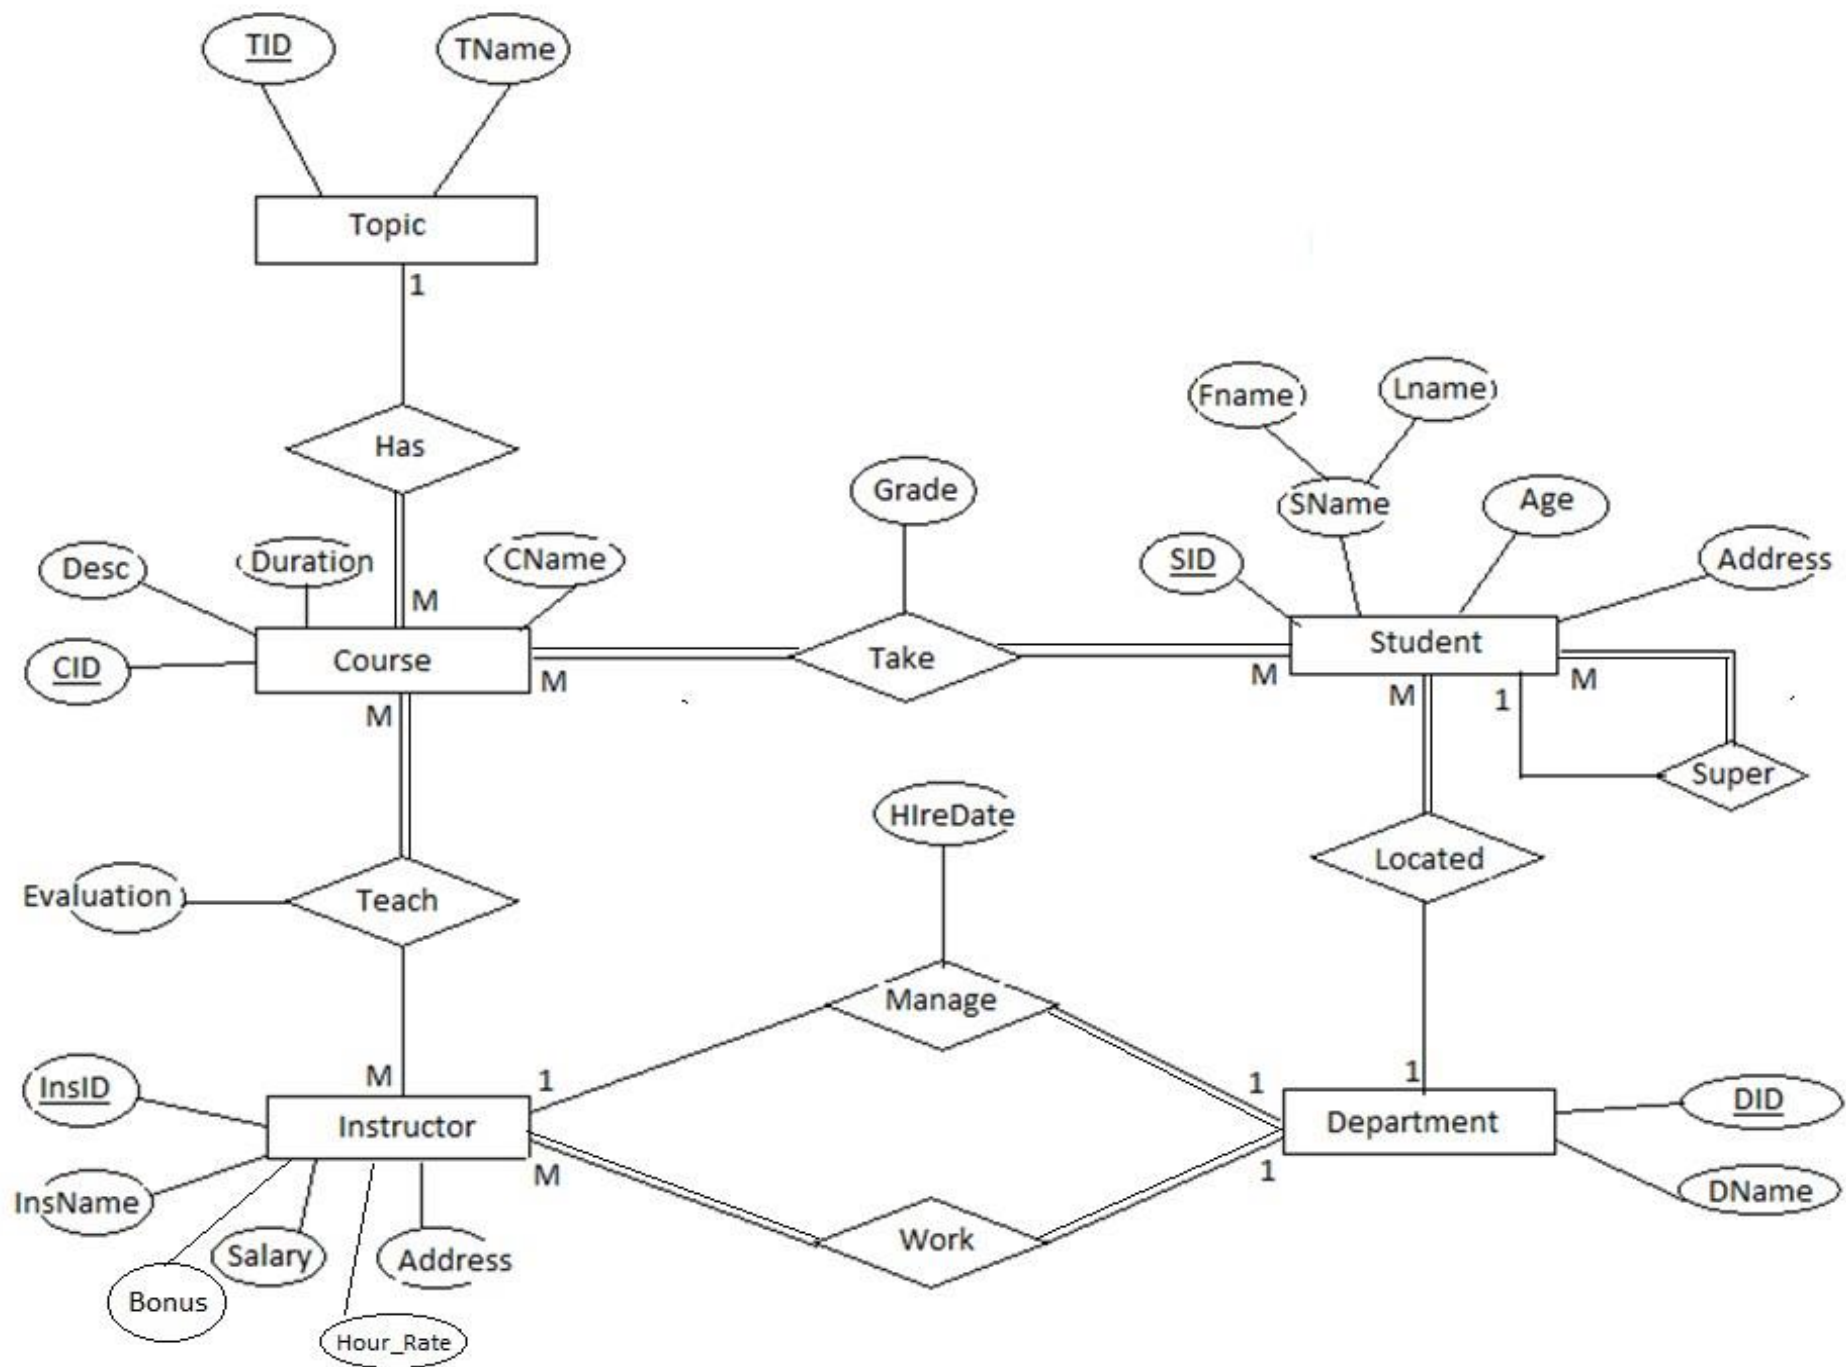 TID
TName
Topic
1
Has
Fname
Lname
Grade
SName
Age
Desc
Duration
CName
SID
Address
M
CID
Course
Take
Student
M
M
M
M
M
1
Super
HIreDate
Located
Evaluation
Teach
Manage
InsID
M
1
1
1
DID
Instructor
Department
M
1
InsName
DName
Salary
Address
Work
Bonus
Hour_Rate